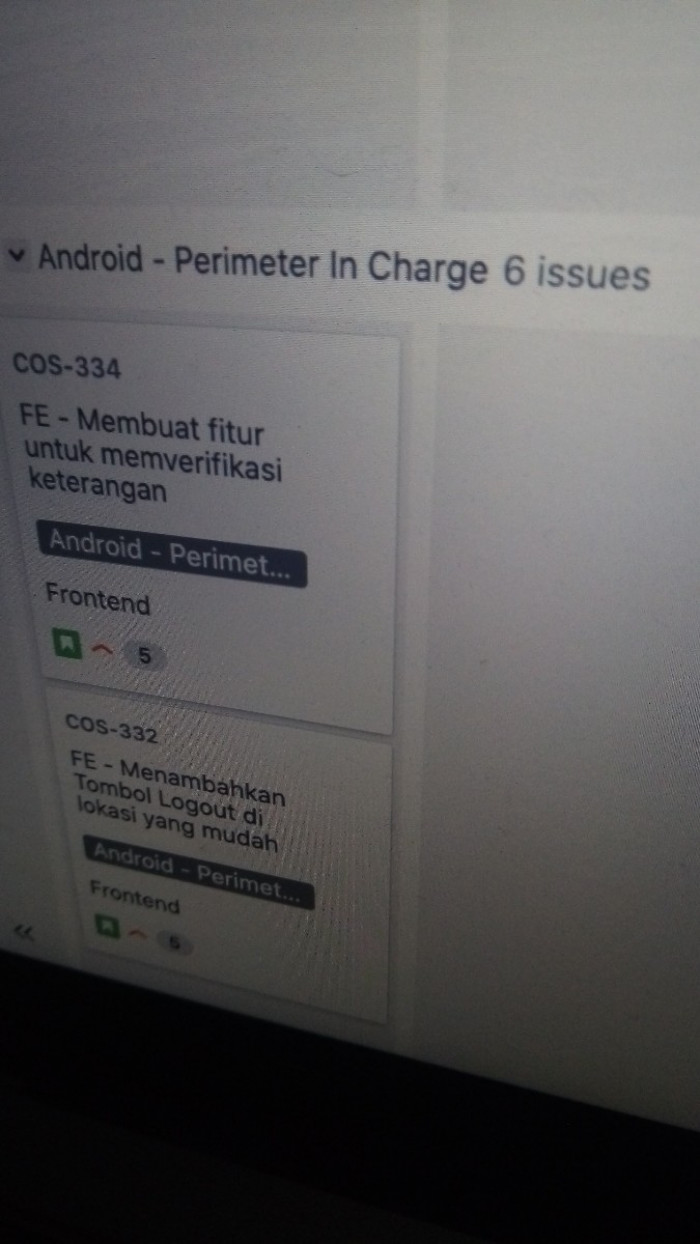 Android - Perimeter In Charge 6 issues
COS-334
FE - Membuat fitur
untuk memverifikasi
keterangan
Android - Perimet...
Frontend
5
COS-332
FE - Menambahkan
Tombol Logout di
lokasi yang mudah
Android - Perimet...
Frontend
5